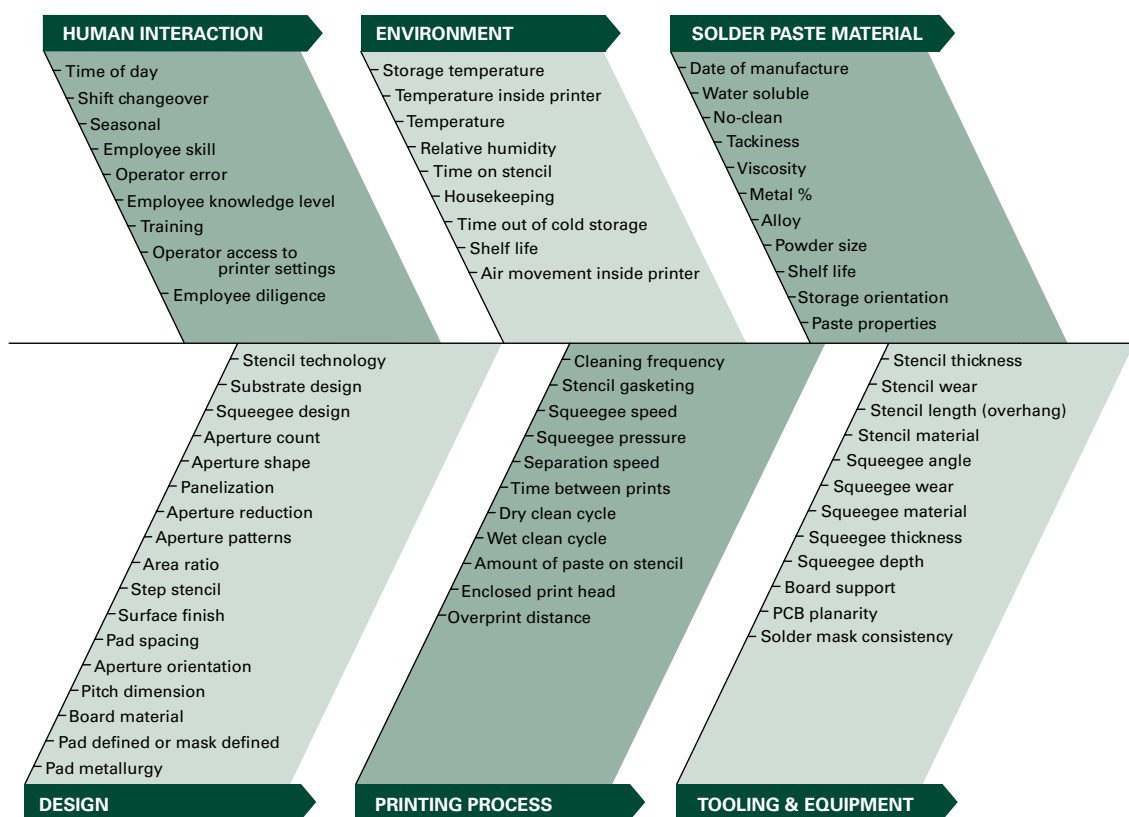 HUMAN INTERACTION
Time of day
Shift changeover
Seasonal
Employee skill
Operator error
Employee knowledge level
Training
Operator access to
printer settings
Employee diligence
ENVIRONMENT
Storage temperature
Temperature inside printer
Temperature
Relative humidity
Time on stencil
Housekeeping
Time out of cold storage
Shelf life
Air movement inside printer
SOLDER PASTE MATERIAL
Date of manufacture
Water soluble
No-clean
Tackiness
Viscosity
Metal %
Alloy
Powder size
Shelf life
Storage orientation
Paste properties
Stencil technology
Substrate design
Squeegee design
Aperture count
Aperture shape
Panelization
Aperture reduction
Aperture patterns
Area ratio
Step stencil
Surface finish
Pad spacing
Aperture orientation
Pitch dimension
Board material
Pad defined or mask defined
Pad metallurgy
DESIGN
Cleaning frequency
Stencil gasketing
Squeegee speed
Squeegee pressure
Separation speed
Time between prints
Dry clean cycle
Wet clean cycle
Amount of paste on stencil
Enclosed print head
Overprint distance
PRINTING PROCESS
Stencil thickness
Stencil wear
Stencil length (overhang)
Stencil material
Squeegee angle
Squeegee wear
Squeegee material
Squeegee thickness
Squeegee depth
Board support
PCB planarity
Solder mask consistency
TOOLING & EQUIPMENT